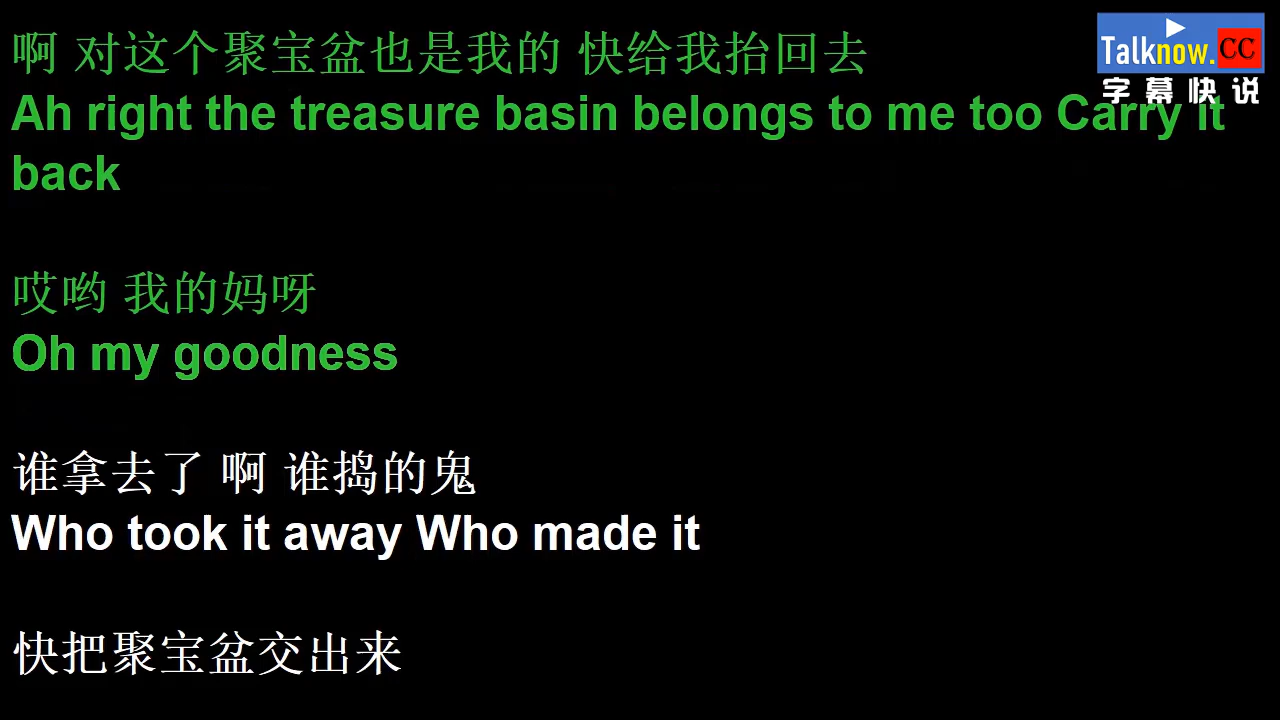 啊 对这个聚宝盆也是我的 快给我抬回去
Talknow.CC
字幕快说
Ah right the treasure basin belongs to me too Carry it
back
哎哟 我的妈呀
Oh my goodness
谁拿去了 啊 谁捣的鬼
Who took it away Who made it
快把聚宝盆交出来